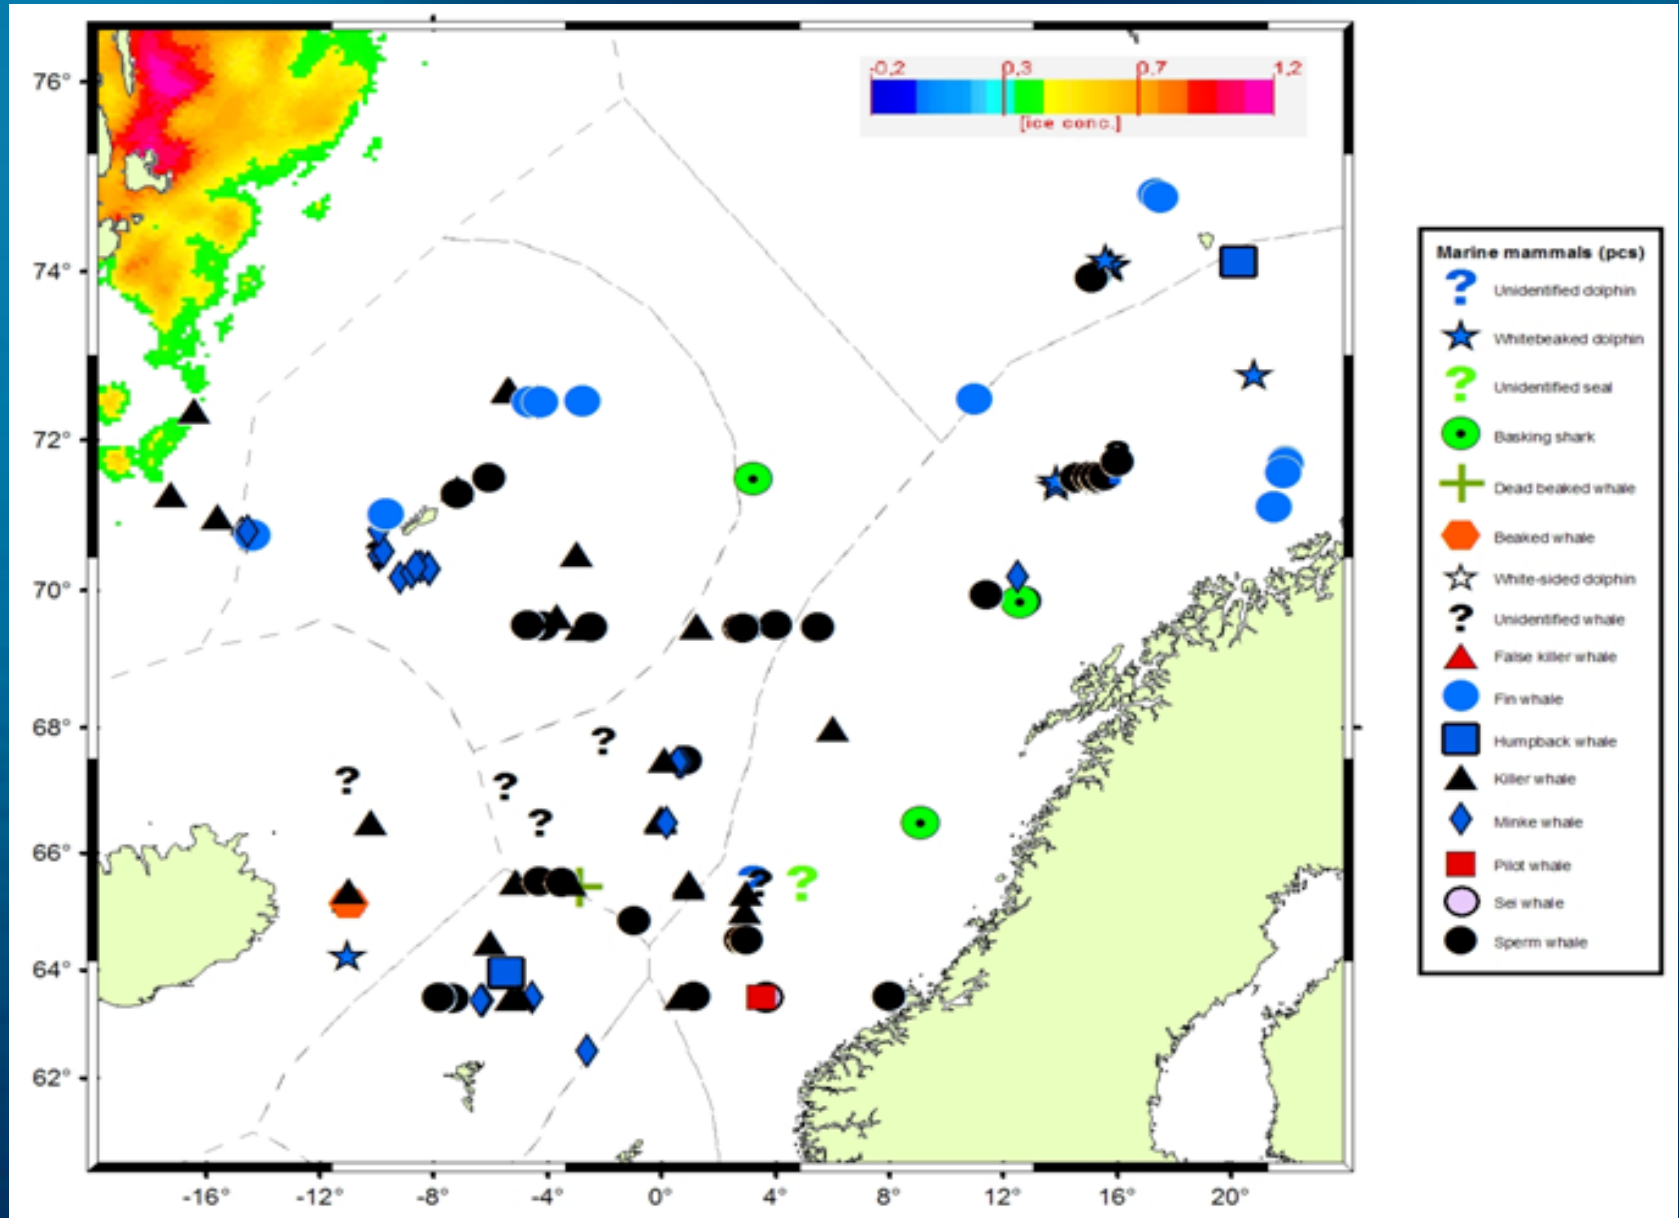 -0,2 0,3 0,7 1,2
[ice conc.]
76°
74°
72°
70°
68°
66°
64°
62°
-16° -12° -8° -4° 0° 4° 8° 12° 16° 20°
Marine mammals (pcs)
? Unidentified dolphin
Whitebeaked dolphin
? Unidentified seal
Basking shark
Dead beaked whale
Beaked whale
White-sided dolphin
? Unidentified whale
False killer whale
Fin whale
Humpback whale
Killer whale
Minke whale
Pilot whale
Sei whale
Sperm whale